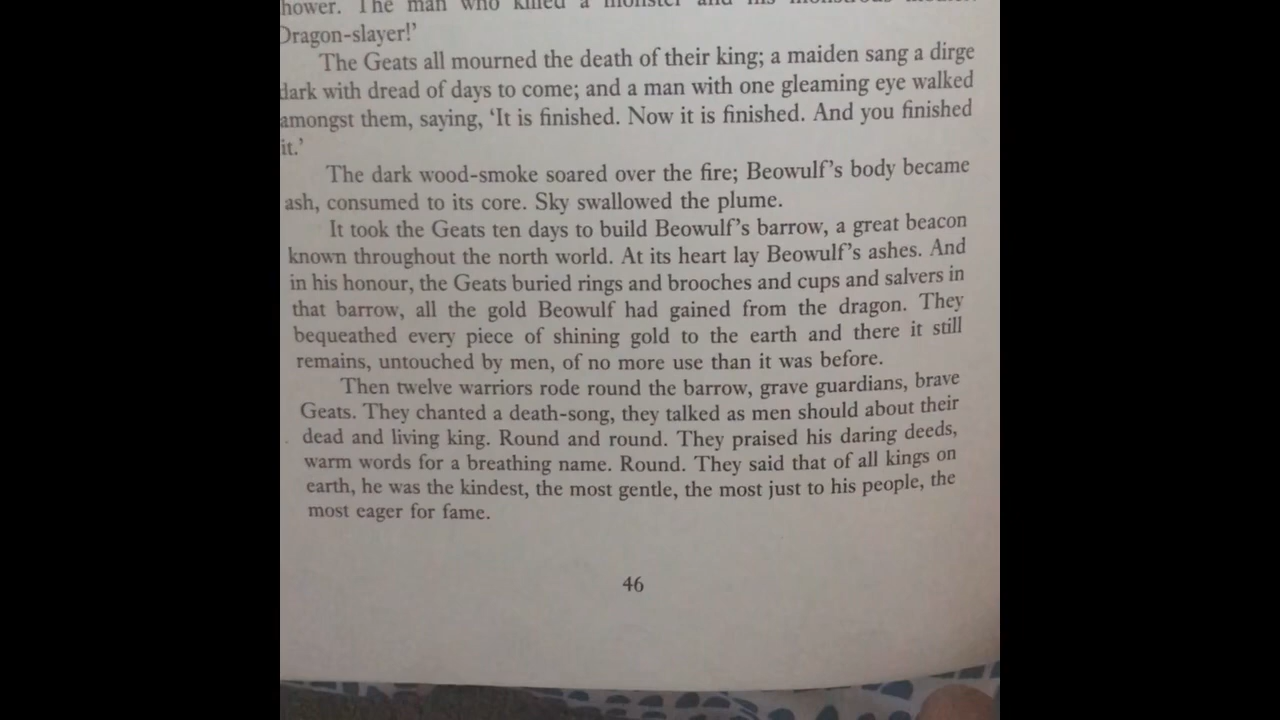 hower. The man who killed a monster and his monstrous
Dragon-slayer!’
The Geats all mourned the death of their king; a maiden sang a dirge
dark with dread of days to come; and a man with one gleaming eye walked
amongst them, saying, ‘It is finished. Now it is finished. And you finished
it.’
The dark wood-smoke soared over the fire; Beowulf’s body became
ash, consumed to its core. Sky swallowed the plume.
It took the Geats ten days to build Beowulf’s barrow, a great beacon
known throughout the north world. At its heart lay Beowulf’s ashes. And
in his honour, the Geats buried rings and brooches and cups and salvers in
that barrow, all the gold Beowulf had gained from the dragon. They
bequeathed every piece of shining gold to the earth and there it still
remains, untouched by men, of no more use than it was before.
Then twelve warriors rode round the barrow, grave guardians, brave
Geats. They chanted a death-song, they talked as men should about their
dead and living king. Round and round. They praised his daring deeds,
warm words for a breathing name. Round. They said that of all kings on
earth, he was the kindest, the most gentle, the most just to his people, the
most eager for fame.
46